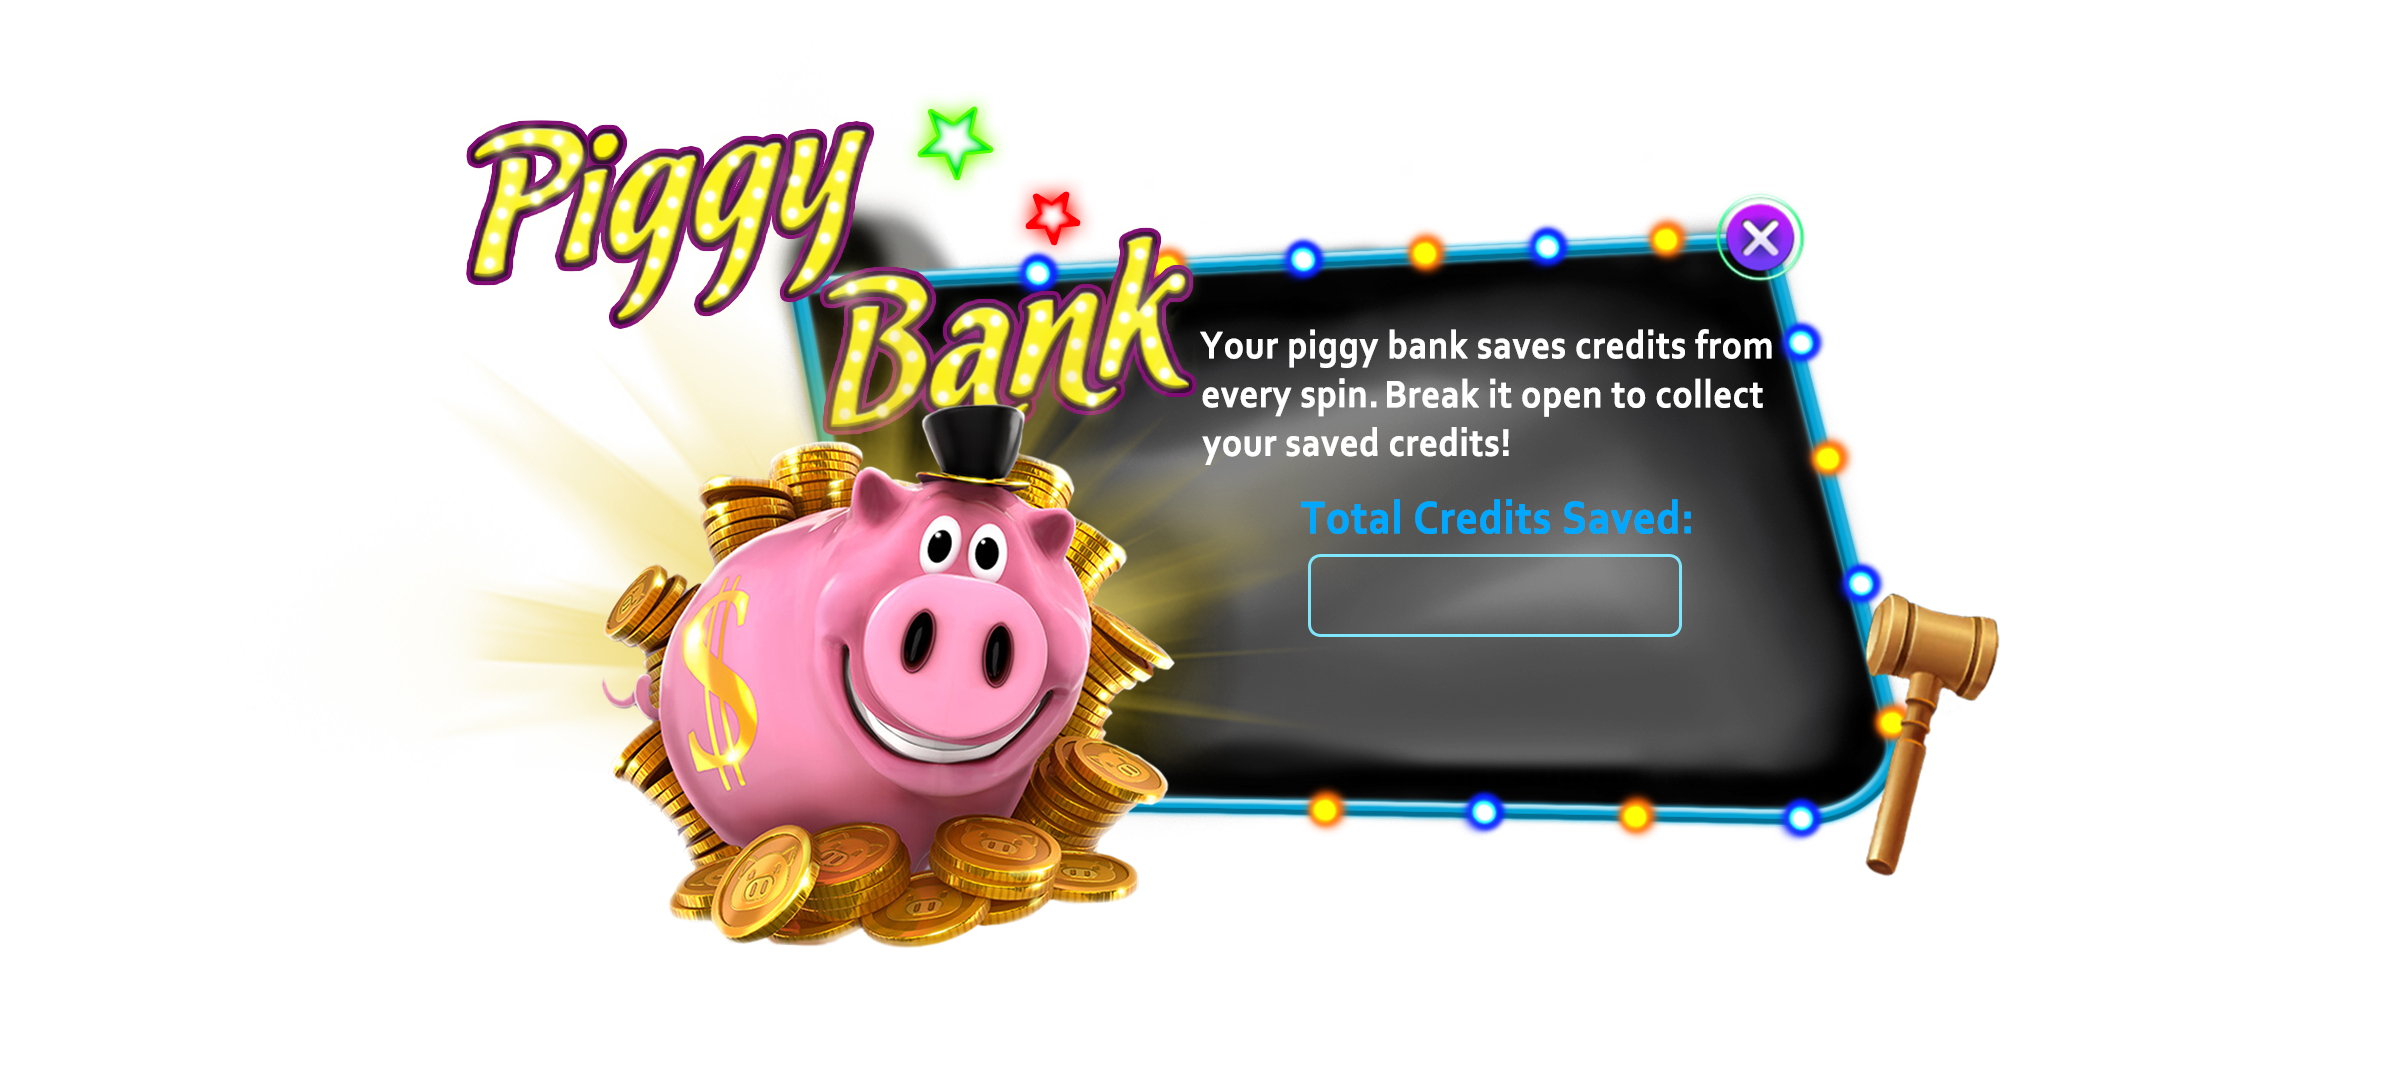 Piggy
Bank
Your piggy bank saves credits from
every spin. Break it open to collect
your saved credits!
Total Credits Saved:
$